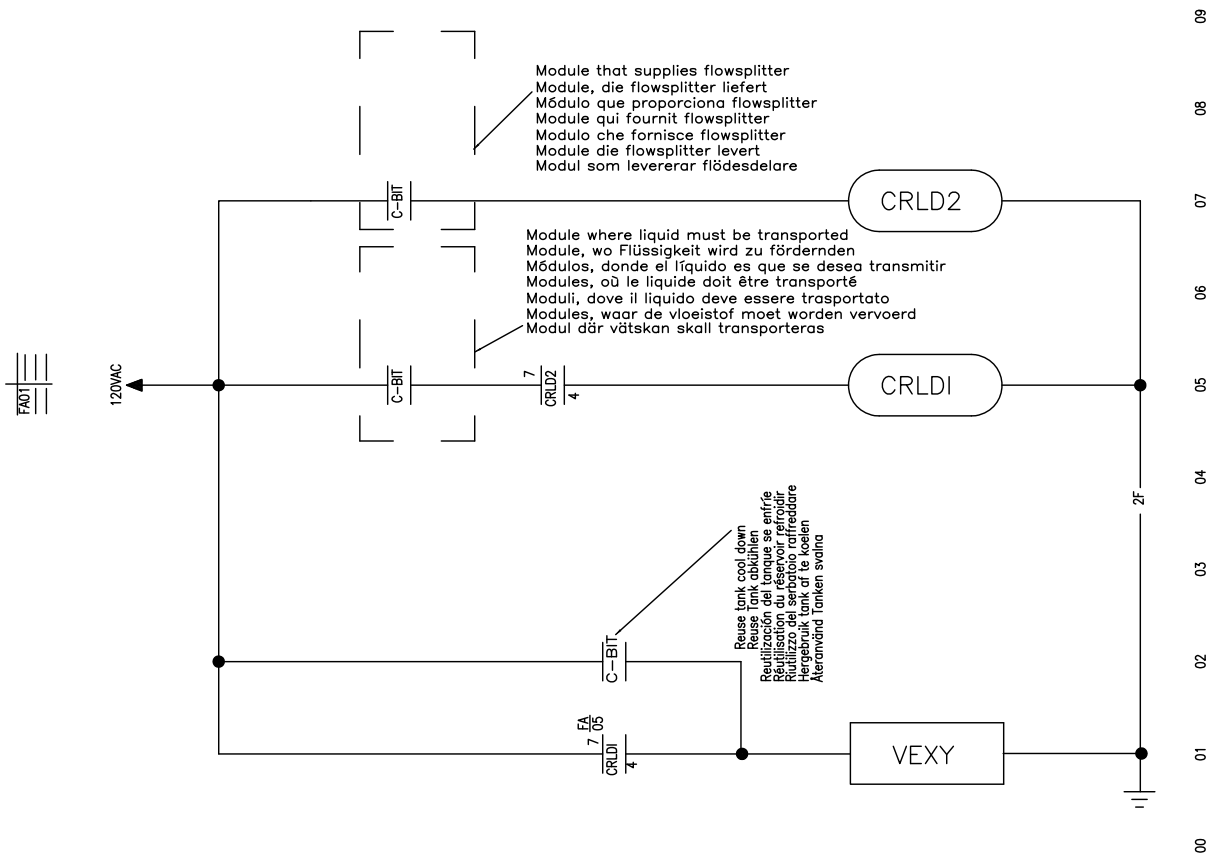 09
Module that supplies flowsplitter
Module, die flowsplitter liefert
Módulo que proporciona flowsplitter
Module qui fournit flowsplitter
Modulo che fornisce flowsplitter
Module die flowsplitter levert
Modul som levererar flödesdelare
08
C-BIT
CRLD2
07
Module where liquid must be transported
Module, wo Flüssigkeit wird zu fördernden
Módulos, donde el líquido es que se desea transmitir
Modules, où le liquide doit être transporté
Moduli, dove il liquido deve essere trasportato
Modules, waar de vloeistof moet worden vervoerd
Modul där vätskan skall transporteras
06
FA01
120VAC
C-BIT
7
CRLD2
4
CRLD1
05
04
2F
Reuse tank cool down
Reuse Tank abkühlen
Reutilización del tanque se enfríe
Réutilisation du réservoir refroidir
Riutilizzo del serbatoio raffreddare
Hergebruik tank af te koelen
Återanvänd Tanken svalna
03
C-BIT
02
FA
05
7
CRLD1
4
VEXY
01
00